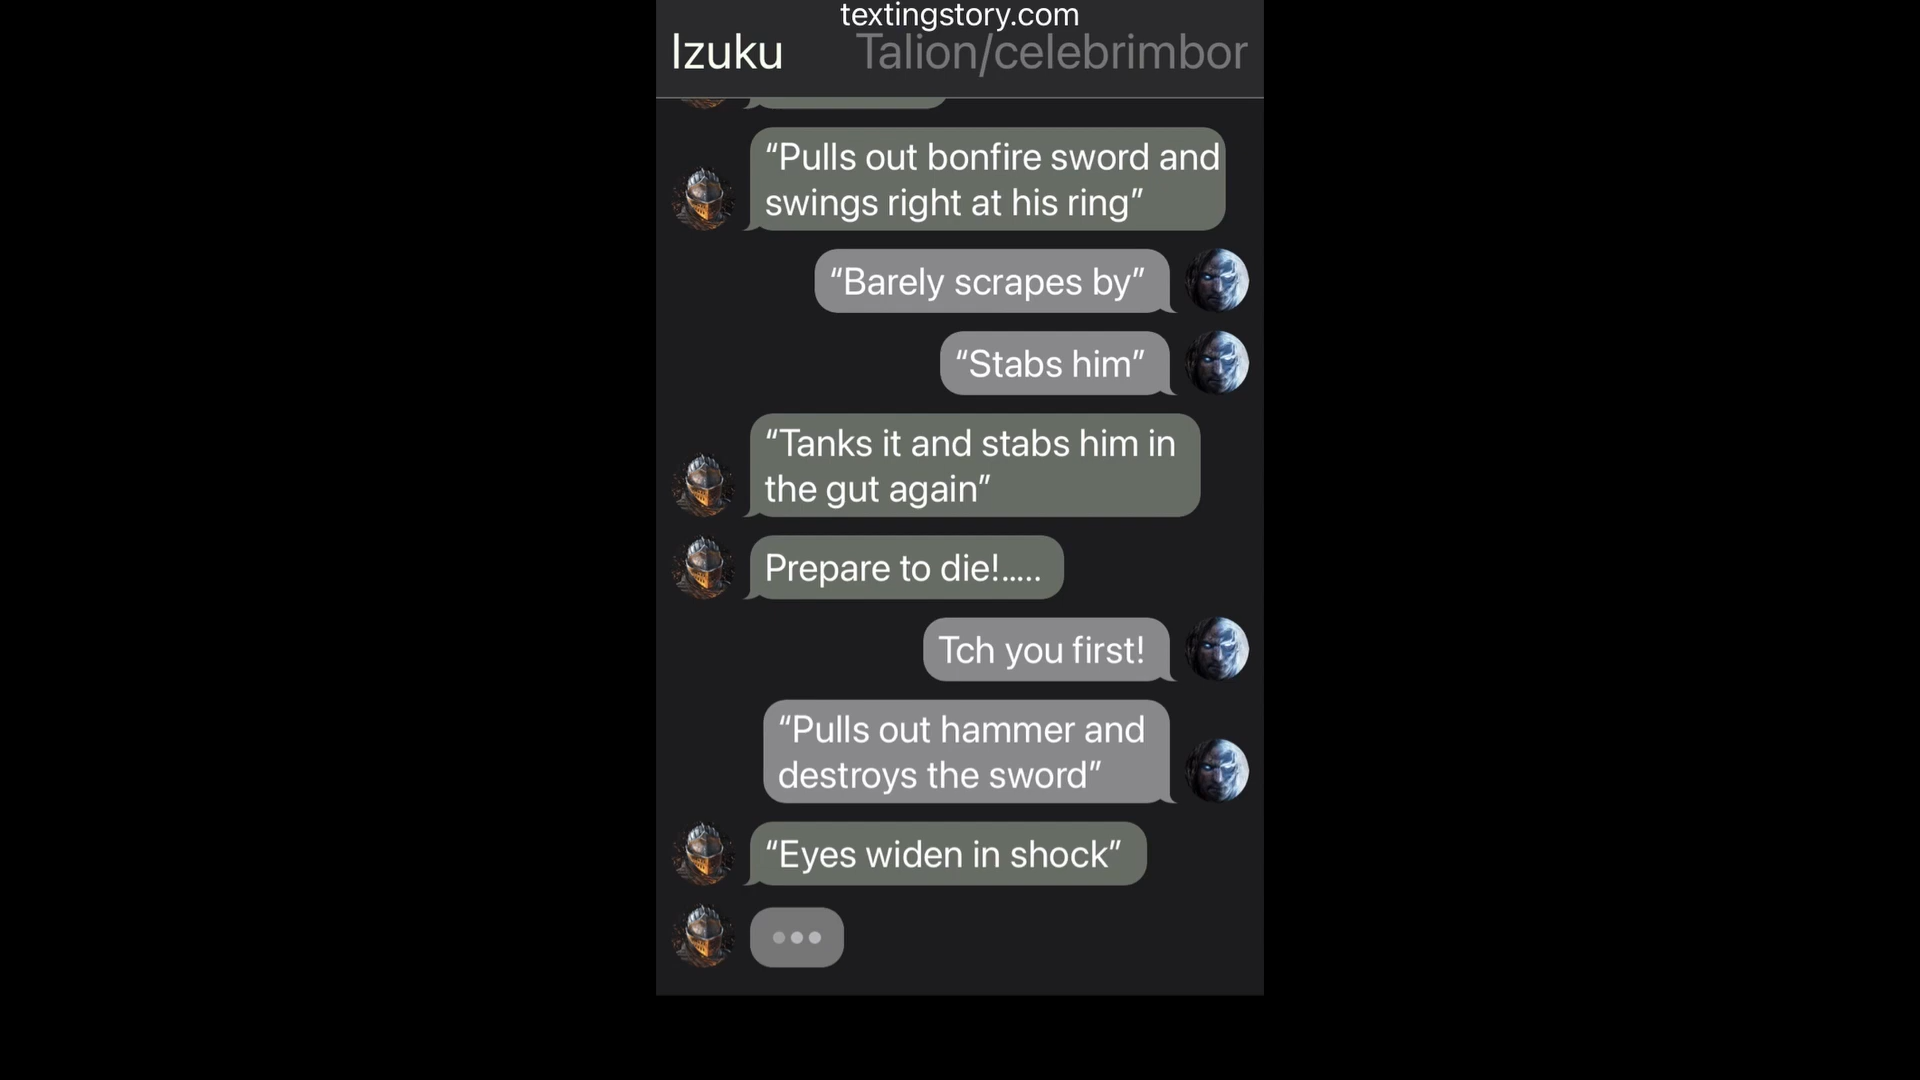 textingstory.com
Izuku
Talion/celebrimbor
“Pulls out bonfire sword and
swings right at his ring”
“Barely scrapes by”
“Stabs him”
“Tanks it and stabs him in
the gut again”
Prepare to die!.....
Tch you first!
“Pulls out hammer and
destroys the sword”
“Eyes widen in shock”